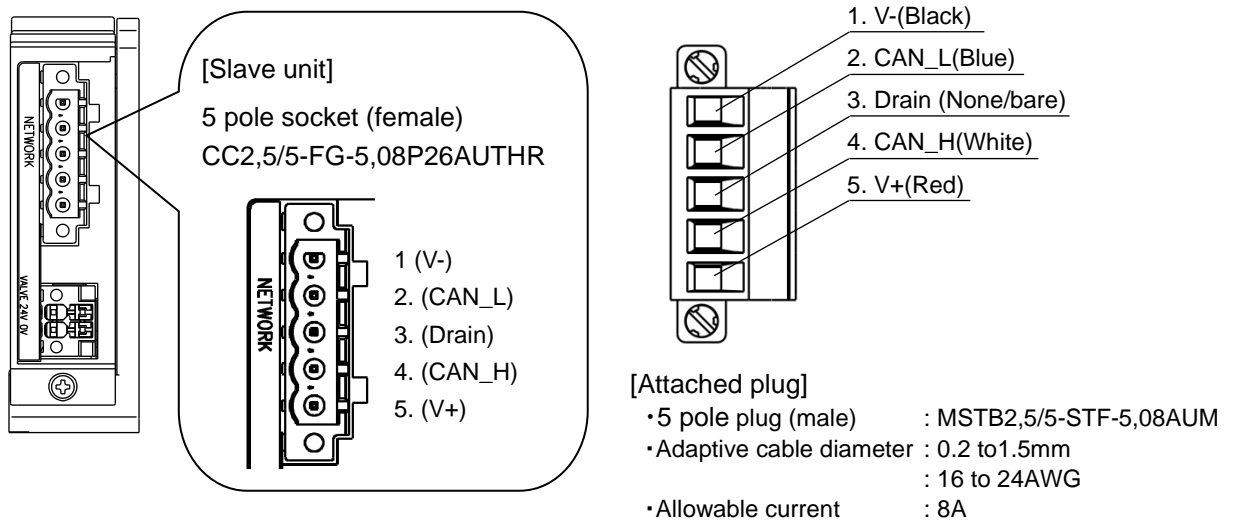 NETWORK
VALVE 24V 0V
[Slave unit]
5 pole socket (female)
CC2,5/5-FG-5,08P26AUTHR
NETWORK
1 (V-)
2. (CAN_L)
3. (Drain)
4. (CAN_H)
5. (V+)
1. V-(Black)
2. CAN_L(Blue)
3. Drain (None/bare)
4. CAN_H(White)
5. V+(Red)
[Attached plug]
・5 pole plug (male) : MSTB2,5/5-STF-5,08AUM
・Adaptive cable diameter : 0.2 to1.5mm
: 16 to 24AWG
・Allowable current : 8A